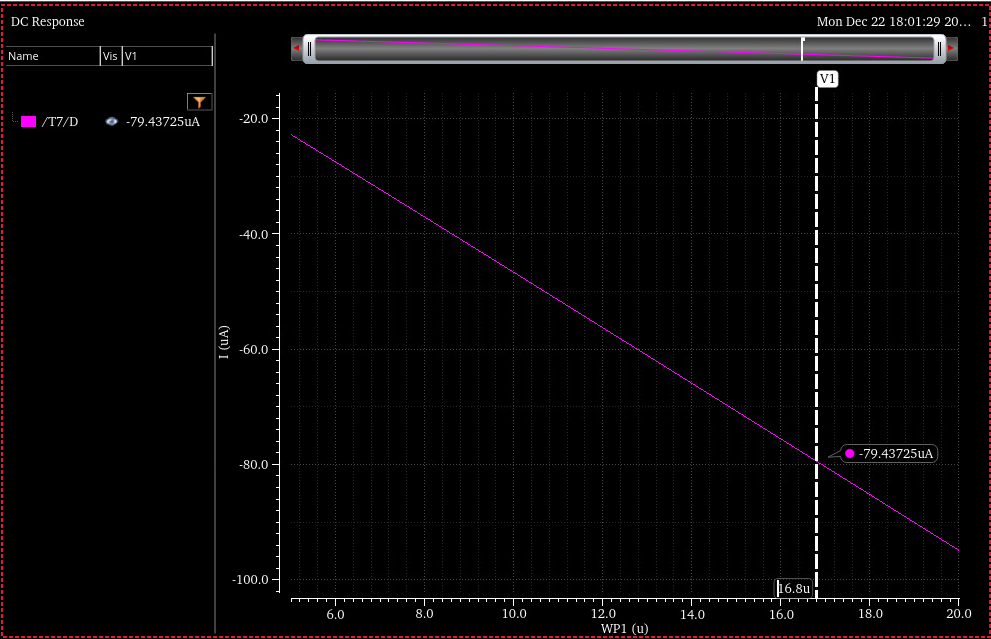 DC Response
Mon Dec 22 18:01:29 20... 1
Name Vis V1
/T7/D -79.43725uA
V1
-20.0
-40.0
-60.0
-80.0
-100.0
I (uA)
-79.43725uA
16.8u
6.0 8.0 10.0 12.0 14.0 16.0 18.0 20.0
WP1 (u)